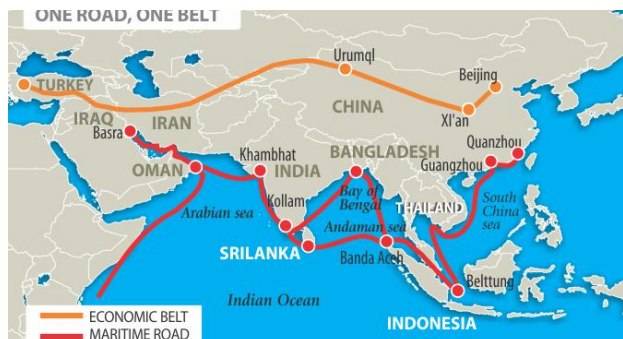 ONE ROAD, ONE BELT
Urumql
Beijing
TURKEY
CHINA
XI'an
IRAQ
IRAN
Basra
Quanzhou
Khambhat
BANGLADESH
Guangzhou
OMAN
INDIA
Bay of
Bengal
South
China
sea
Arabian sea
Kollam
THAILAND
Andaman sea
SRILANKA
Banda Aceh
Belttung
Indian Ocean
ECONOMIC BELT
INDONESIA
MARITIME ROAD